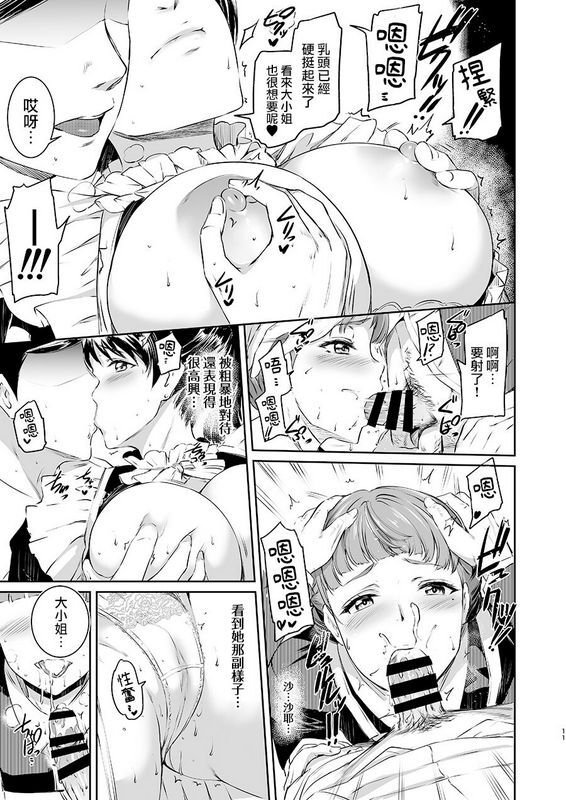 捏緊!!
嗯嗯
乳頭已經
硬挺起來了
看來大小姐
也很想要呢♥
哎呀…
ー!!!
啊啊…
要射了!
嗯!?
唔…
嗯…
被粗暴地對待
還表現得
很高興…
嗯嗯
嗯
嗯嗯嗯
沙…沙耶
看到她那副樣子…
性奮…
大小姐…
11